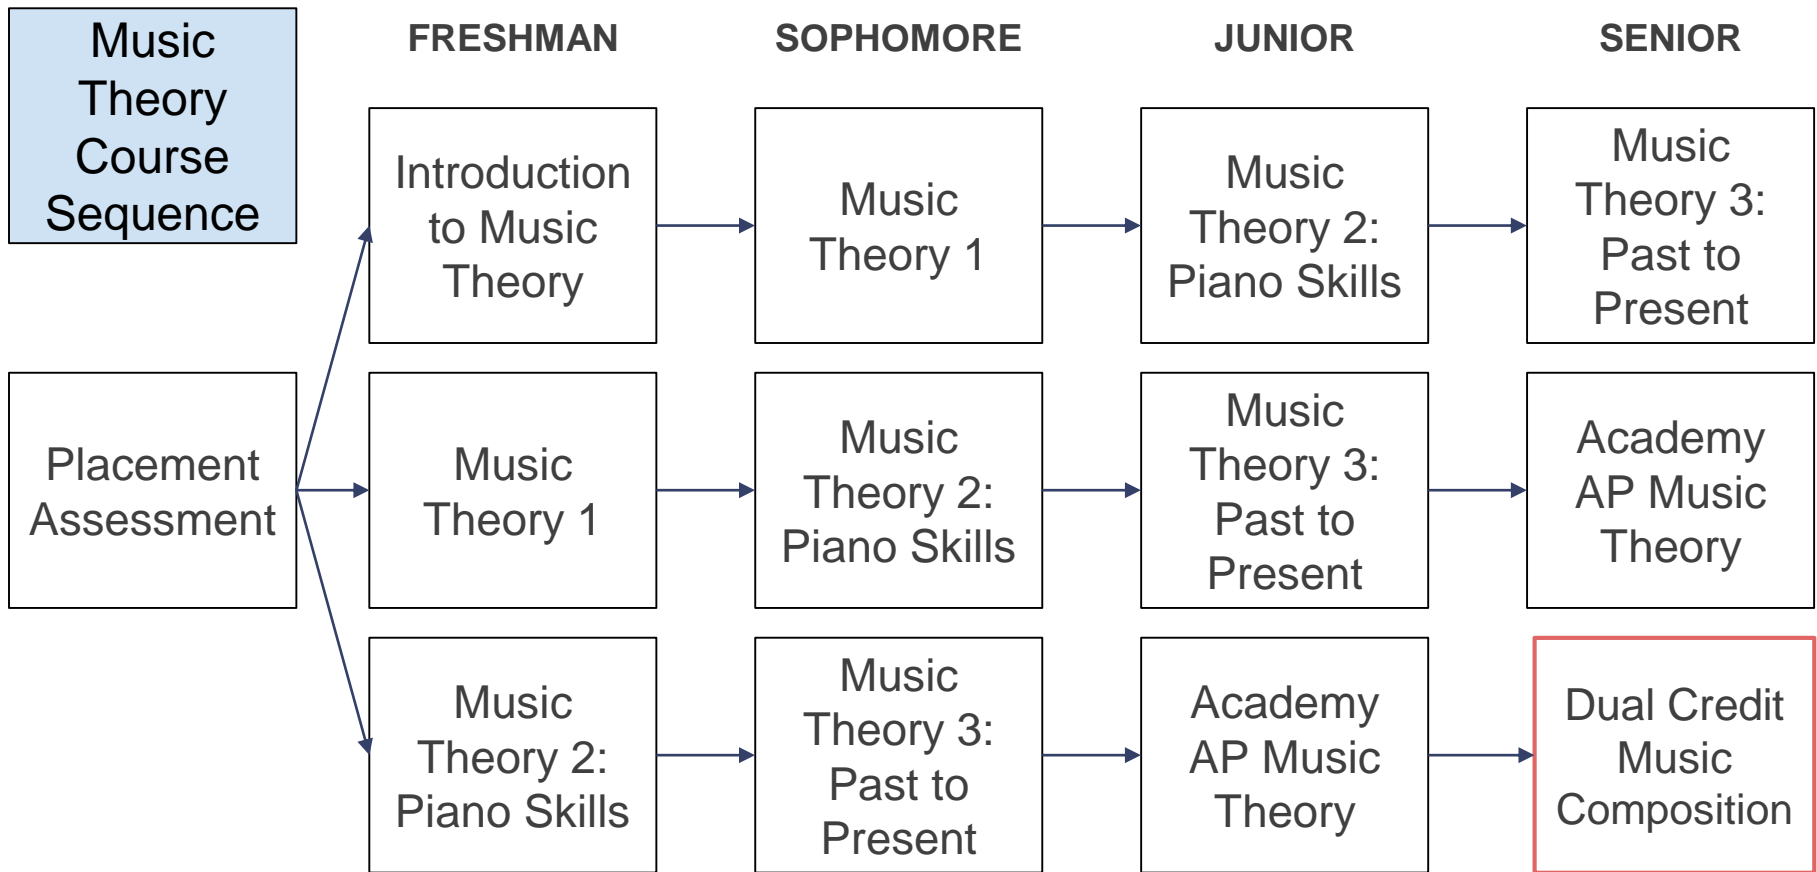 Music
Theory
Course
Sequence
FRESHMAN
SOPHOMORE
JUNIOR
SENIOR
Introduction
to Music
Theory
Music
Theory 1
Music
Theory 2:
Piano Skills
Music
Theory 3:
Past to
Present
Placement
Assessment
Music
Theory 1
Music
Theory 2:
Piano Skills
Music
Theory 3:
Past to
Present
Academy
AP Music
Theory
Music
Theory 2:
Piano Skills
Music
Theory 3:
Past to
Present
Academy
AP Music
Theory
Dual Credit
Music
Composition